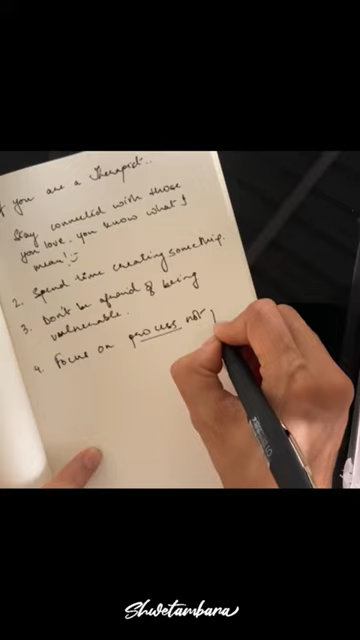 f you are a Therapist..
Stay connected with those
you love. you know what I
mean!
2. Spend time creating something.
3. Don't be afraid of being
vulnerable.
4. Focus on process not
Shwetambara